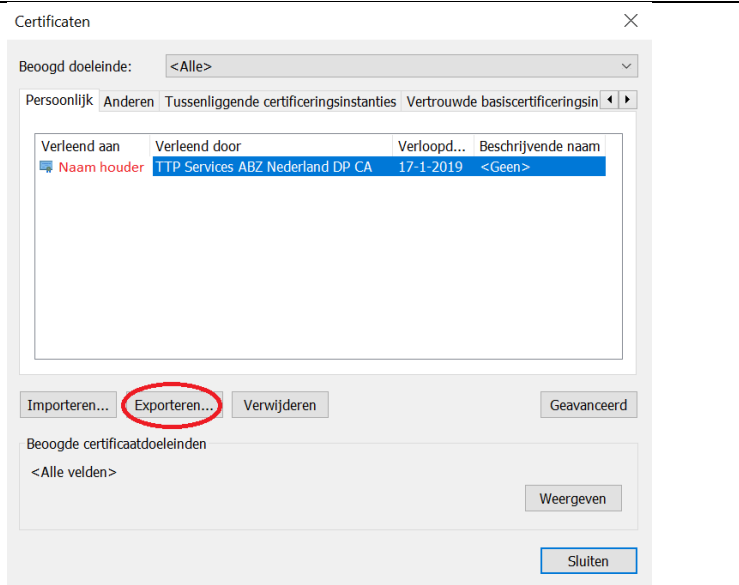 Certificaten
Beoogd doeleinde: <Alle>
Persoonlijk Anderen Tussenliggende certificeringsinstanties Vertrouwde basiscertificeringsin
Verleend aan Verleend door Verloopd... Beschrijvende naam
Naam houder TTP Services ABZ Nederland DP CA 17-1-2019 <Geen>
Importeren... Exporteren... Verwijderen Geavanceerd
Beoogde certificaatdoeleinden
<Alle velden>
Weergeven
Sluiten